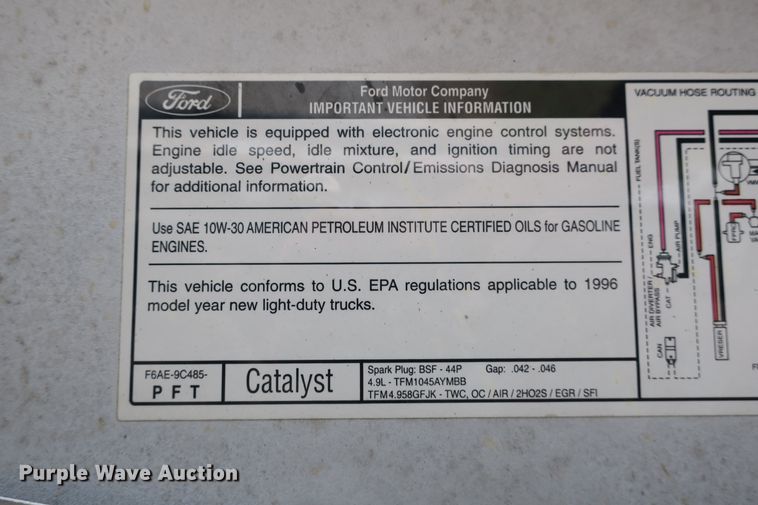 Ford
Ford Motor Company
IMPORTANT VEHICLE INFORMATION
This vehicle is equipped with electronic engine control systems.
Engine idle speed, idle mixture, and ignition timing are not
adjustable. See Powertrain Control/Emissions Diagnosis Manual
for additional information.
Use SAE 10W-30 AMERICAN PETROLEUM INSTITUTE CERTIFIED OILS for GASOLINE
ENGINES.
This vehicle conforms to U.S. EPA regulations applicable to 1996
model year new light-duty trucks.
F6AE-9C485-
P F T
Catalyst
Spark Plug: BSF - 44P Gap: .042 - .046
4.9L - TFM1045AYMBB
TFM4.958GFJK - TWC, OC / AIR / 2HO2S / EGR / SFI
VACUUM HOSE ROUTING
FUEL TANK(S)
ENG
AIR PUMP
AIR DIVERTER /
AIR BYPASS
CAT
CAN
VRESER
FPRC
Purple Wave Auction